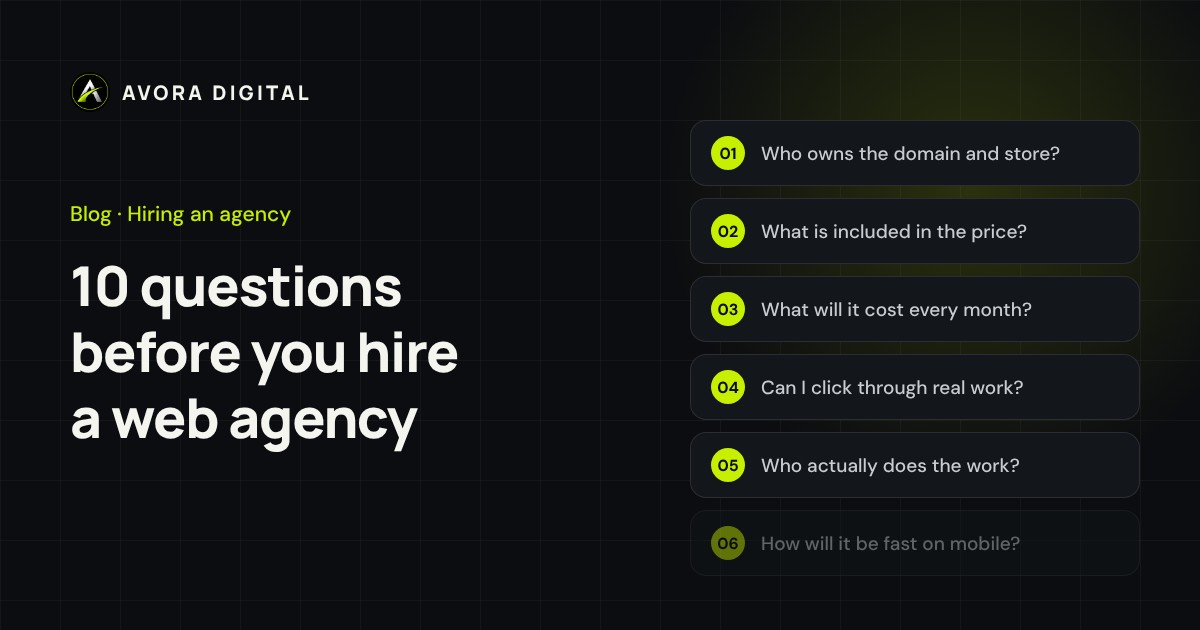 AVORA DIGITAL
Blog · Hiring an agency
10 questions
before you hire
a web agency
01 Who owns the domain and store?
02 What is included in the price?
03 What will it cost every month?
04 Can I click through real work?
05 Who actually does the work?
06 How will it be fast on mobile?